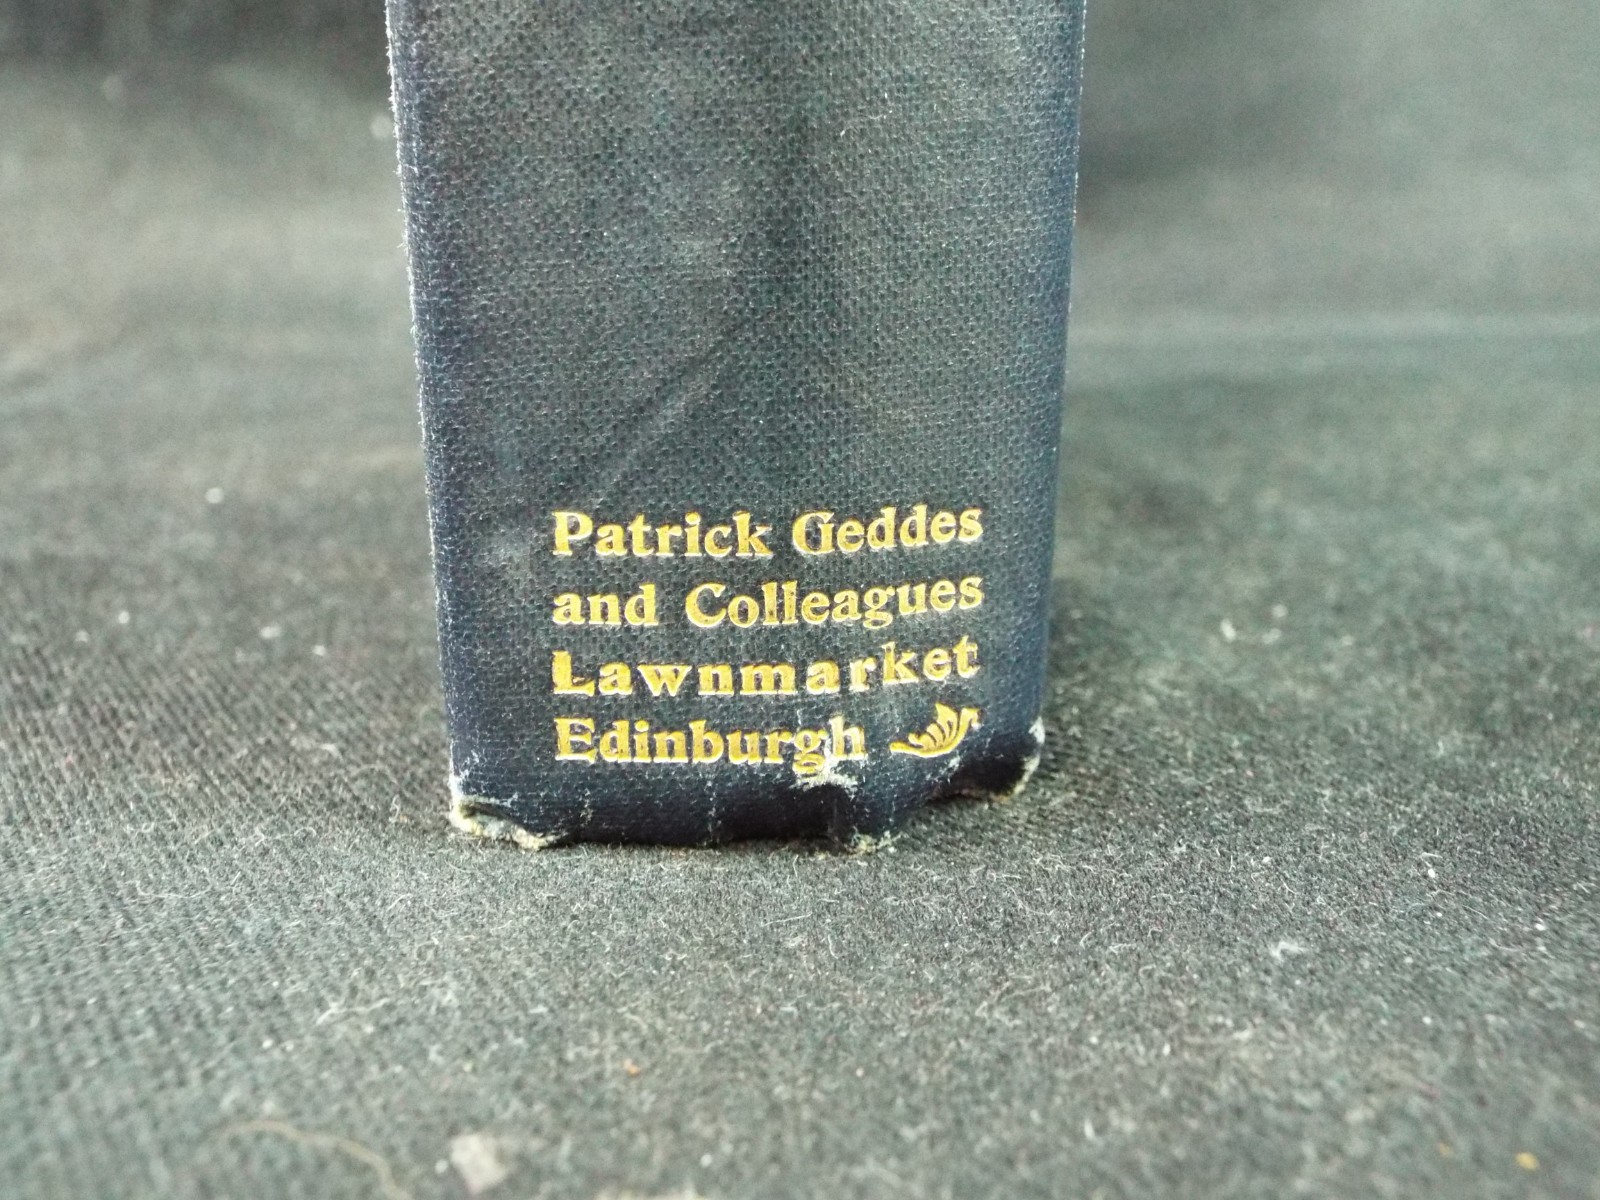 Patrick Geddes
and Colleagues
Lawnmarket
Edinburgh